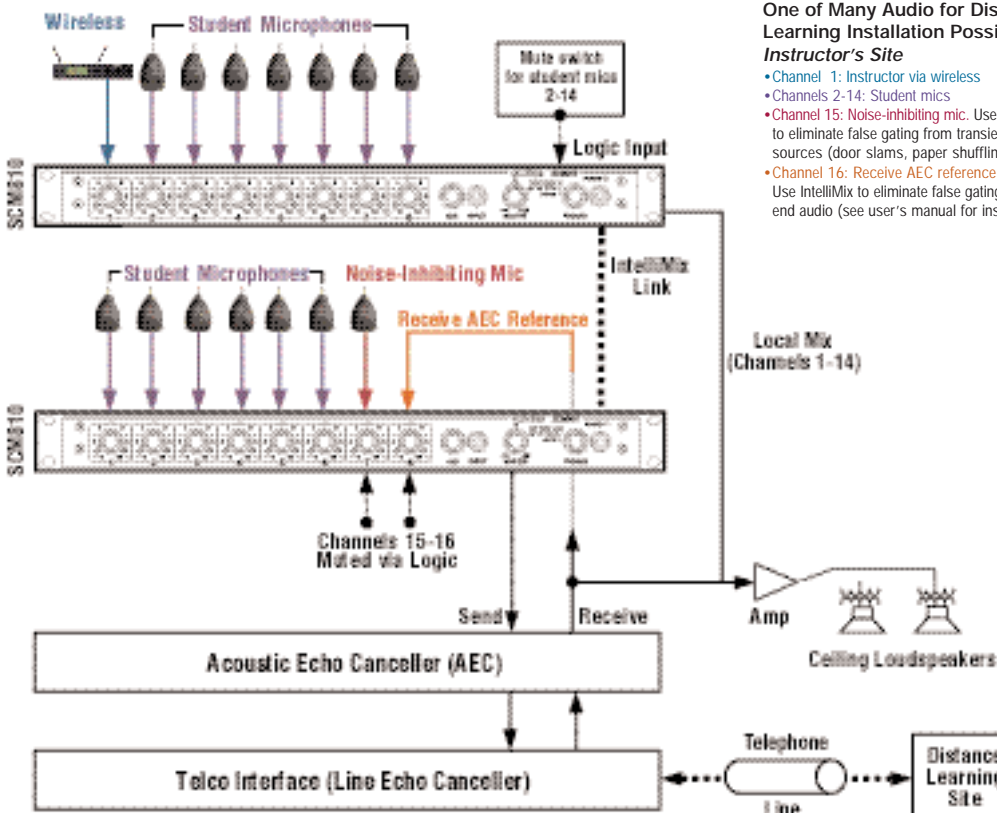 Wireless
Student Microphones
Mute switch
for student mics
2-14
Logic Input
SCM810
IntelliMix
Link
Student Microphones
Noise-Inhibiting Mic
Receive AEC Reference
Local Mix
(Channels 1-14)
SCM810
Channels 15-16
Muted via Logic
Send
Receive
Amp
Ceiling Loudspeakers
Acoustic Echo Canceller (AEC)
Telco Interface (Line Echo Canceller)
Telephone
Line
Distance
Learning
Site
One of Many Audio for Dis
Learning Installation Possi
Instructor's Site
•Channel 1: Instructor via wireless
•Channels 2-14: Student mics
•Channel 15: Noise-inhibiting mic. Use
to eliminate false gating from transie
sources (door slams, paper shufflin
•Channel 16: Receive AEC reference
Use IntelliMix to eliminate false gating
end audio (see user's manual for ins